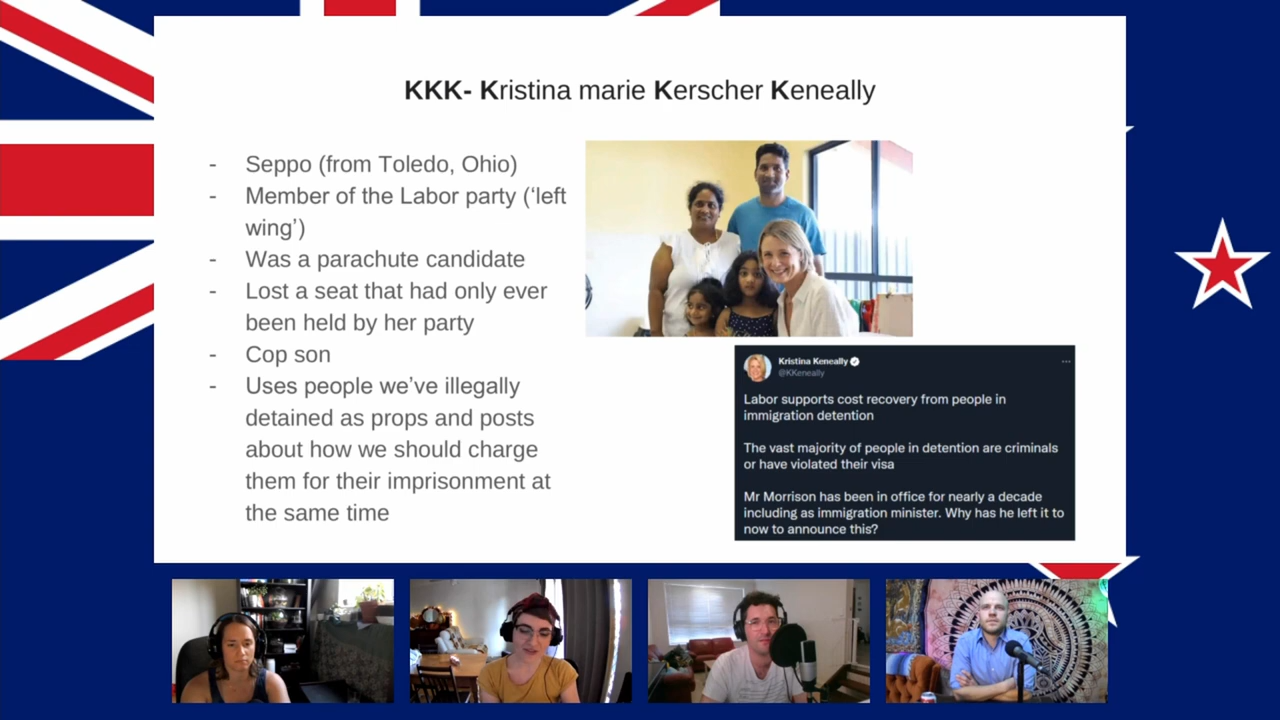 KKK- Kristina marie Kerscher Keneally
- Seppo (from Toledo, Ohio)
- Member of the Labor party (‘left
wing’)
- Was a parachute candidate
- Lost a seat that had only ever
been held by her party
- Cop son
- Uses people we’ve illegally
detained as props and posts
about how we should charge
them for their imprisonment at
the same time
Kristina Keneally
@KKeneally
Labor supports cost recovery from people in
immigration detention
The vast majority of people in detention are criminals
or have violated their visa
Mr Morrison has been in office for nearly a decade
including as immigration minister. Why has he left it to
now to announce this?